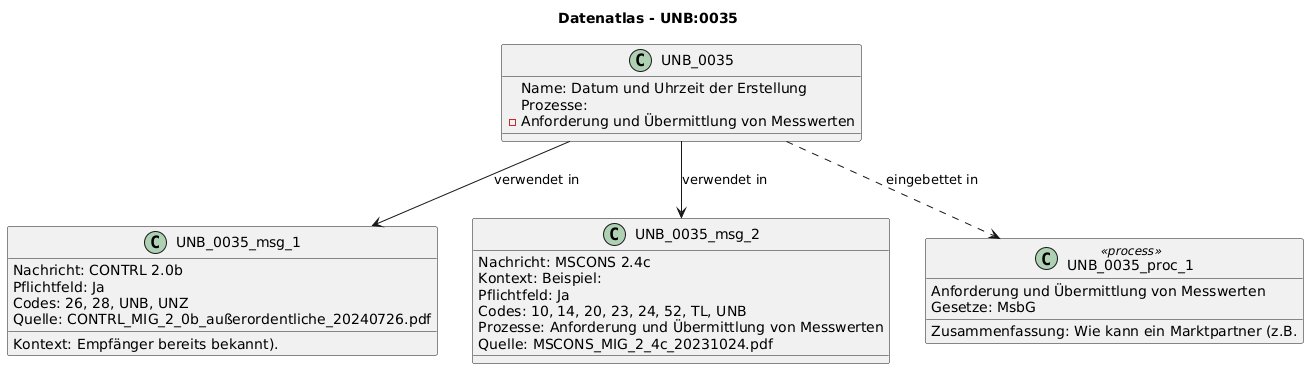 Datenatlas - UNB:0035
C UNB_0035
Name: Datum und Uhrzeit der Erstellung
Prozesse:
Anforderung und Übermittlung von Messwerten
verwendet in
verwendet in
eingebettet in
C UNB_0035_msg_1
Nachricht: CONTRL 2.0b
Pflichtfeld: Ja
Codes: 26, 28, UNB, UNZ
Quelle: CONTRL_MIG_2_0b_außerordentliche_20240726.pdf
Kontext: Empfänger bereits bekannt).
C UNB_0035_msg_2
Nachricht: MSCONS 2.4c
Kontext: Beispiel:
Pflichtfeld: Ja
Codes: 10, 14, 20, 23, 24, 52, TL, UNB
Prozesse: Anforderung und Übermittlung von Messwerten
Quelle: MSCONS_MIG_2_4c_20231024.pdf
C «process»
UNB_0035_proc_1
Anforderung und Übermittlung von Messwerten
Gesetze: MsbG
Zusammenfassung: Wie kann ein Marktpartner (z.B.